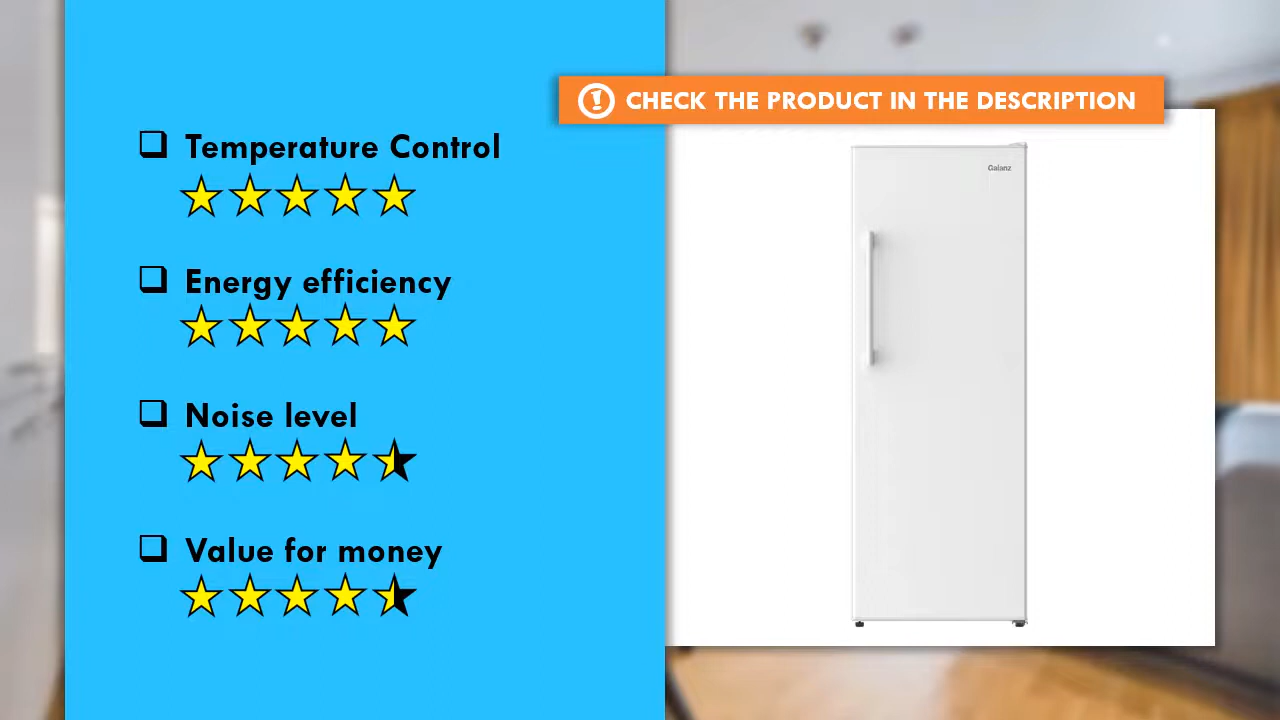 CHECK THE PRODUCT IN THE DESCRIPTION
Temperature Control
Galanz
Energy efficiency
Noise level
Value for money